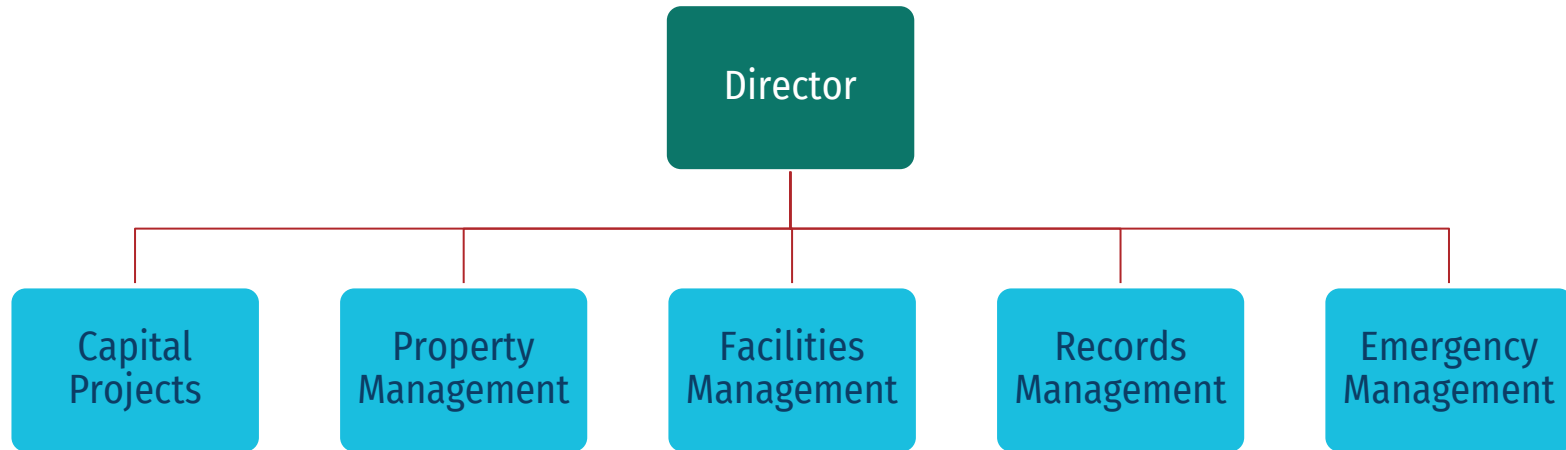 Director
Capital
Projects
Property
Management
Facilities
Management
Records
Management
Emergency
Management